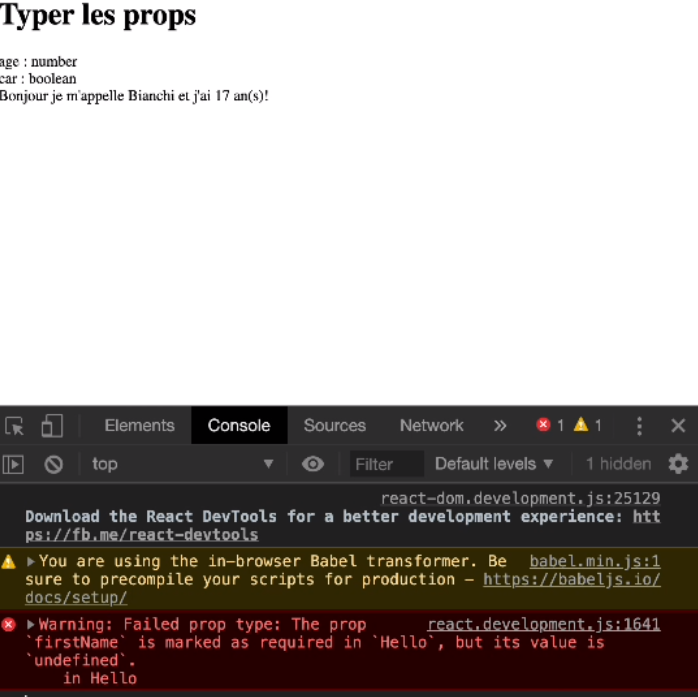 Typer les props
age : number
car : boolean
Bonjour je m'appelle Bianchi et j'ai 17 an(s)!
Elements Console Sources Network » 1 1
top Filter Default levels 1 hidden
react-dom.development.js:25129
Download the React DevTools for a better development experience: htt
ps://fb.me/react-devtools
You are using the in-browser Babel transformer. Be babel.min.js:1
sure to precompile your scripts for production – https://babeljs.io/
docs/setup/
Warning: Failed prop type: The prop react.development.js:1641
`firstName` is marked as required in `Hello`, but its value is
`undefined`.
in Hello